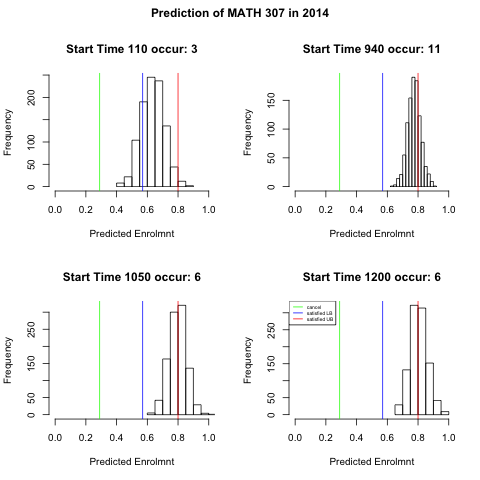 Prediction of MATH 307 in 2014
Start Time 110 occur: 3
Frequency
0 50 100 200
0.0 0.2 0.4 0.6 0.8 1.0
Predicted Enrolmnt
Start Time 940 occur: 11
Frequency
0 50 100 150
0.0 0.2 0.4 0.6 0.8 1.0
Predicted Enrolmnt
Start Time 1050 occur: 6
Frequency
0 50 150 250
0.0 0.2 0.4 0.6 0.8 1.0
Predicted Enrolmnt
Start Time 1200 occur: 6
cancel
satisfied LB
satisfied UB
Frequency
0 50 150 250
0.0 0.2 0.4 0.6 0.8 1.0
Predicted Enrolmnt